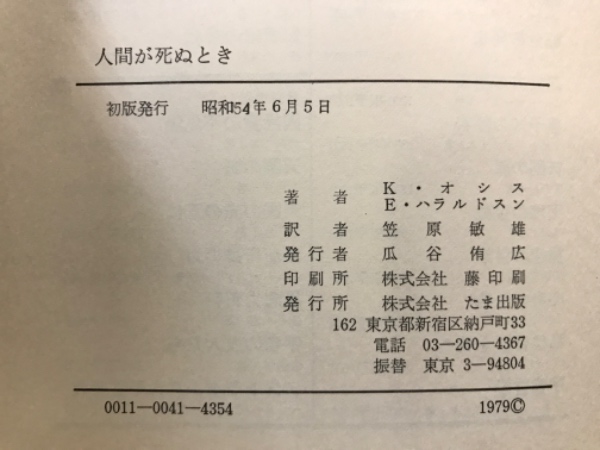 人間が死ぬとき
初版発行 昭和54年6月5日
著者 K・オシス
E・ハラルドスン
訳者 笠原敏雄
発行者 瓜谷侑広
印刷所 株式会社 藤印刷
発行所 株式会社 たま出版
162 東京都新宿区納戸町33
電話 03―260―4367
振替 東京 3―94804
0011―0041―4354 1979©